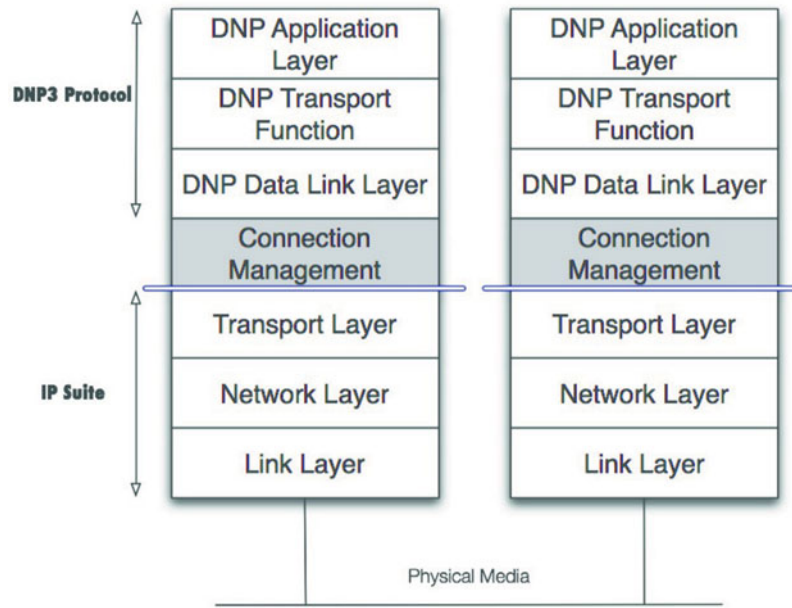 DNP3 Protocol
DNP Application
Layer
DNP Transport
Function
DNP Data Link Layer
Connection
Management
IP Suite
Transport Layer
Network Layer
Link Layer
DNP Application
Layer
DNP Transport
Function
DNP Data Link Layer
Connection
Management
Transport Layer
Network Layer
Link Layer
Physical Media